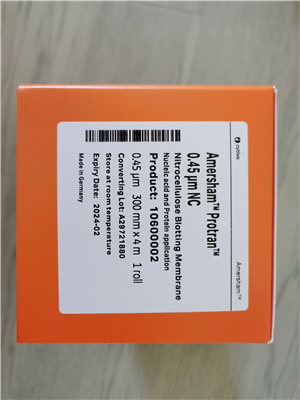 cytiva
Amersham™ Protran™
0.45 µm NC
Nitrocellulose Blotting Membrane
Nucleic acid and Protein application
Product: 10600002
0.45 µm 300 mm x 4 m 1 roll
Converting Lot: A29721880
Store at room temperature
Expiry Date: 2024-02
Made in Germany
Amersham™